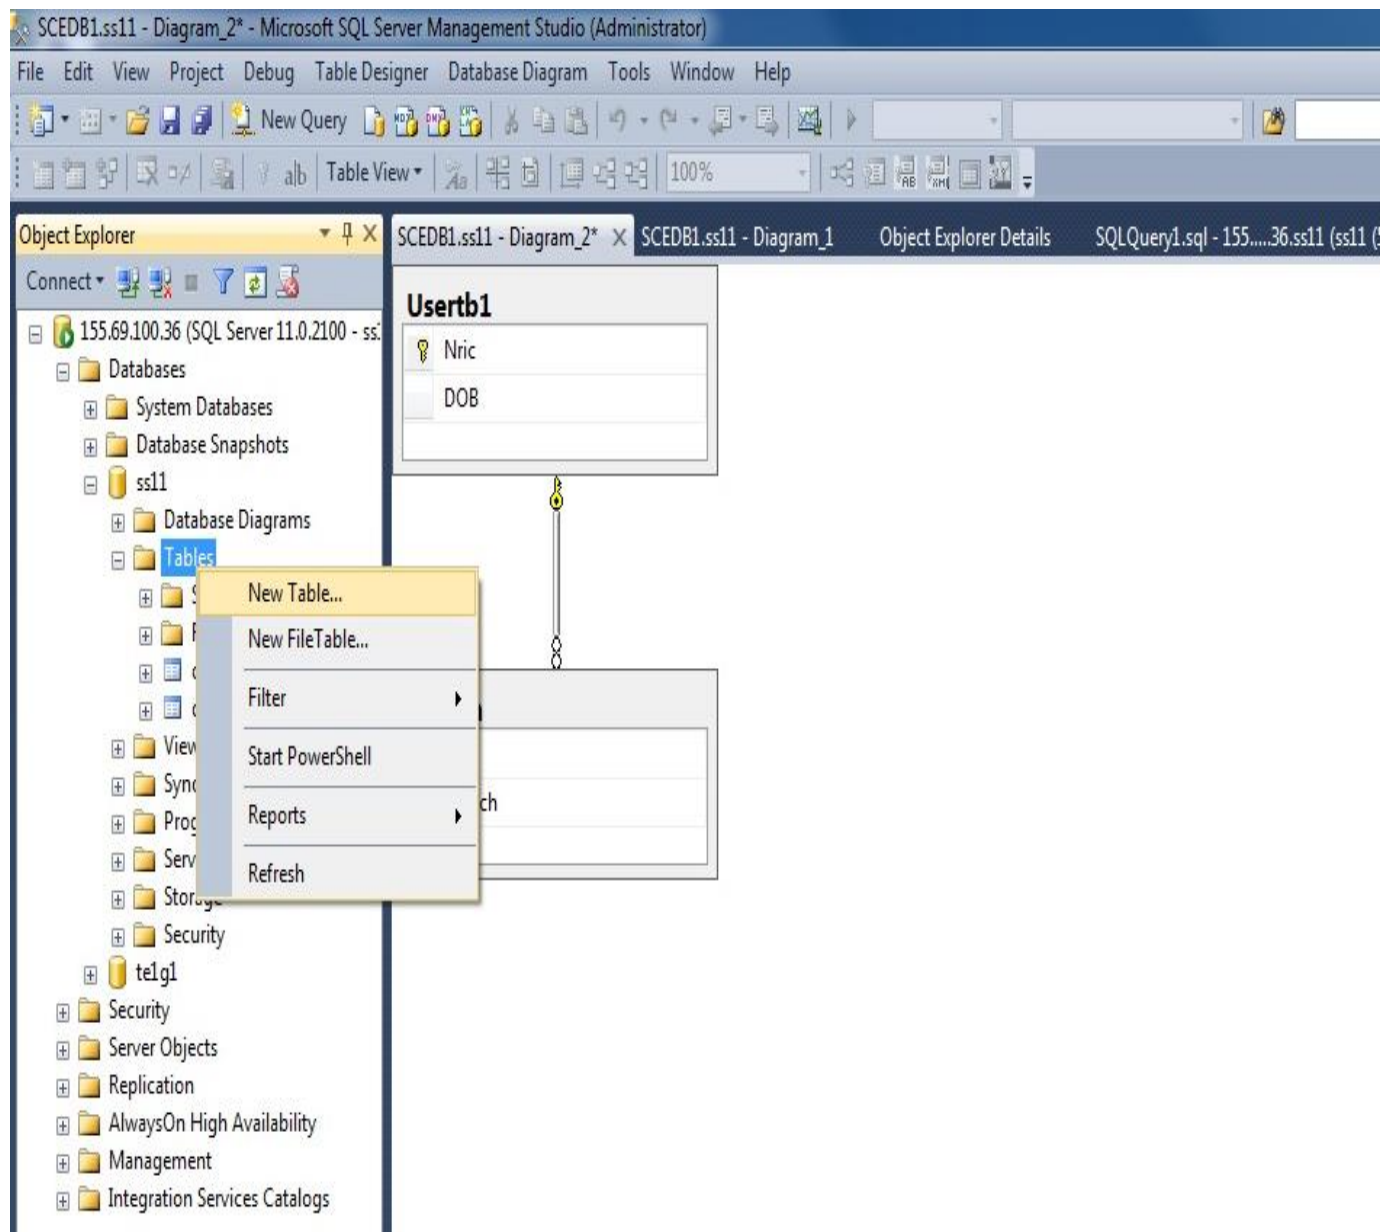 SCEDB1.ss11 - Diagram_2* - Microsoft SQL Server Management Studio (Administrator)
File Edit View Project Debug Table Designer Database Diagram Tools Window Help
New Query
Table View 100%
Object Explorer
SCEDB1.ss11 - Diagram_2* SCEDB1.ss11 - Diagram_1 Object Explorer Details SQLQuery1.sql - 155.....36.ss11 (ss11 (
Connect
155.69.100.36 (SQL Server 11.0.2100 -
Databases
System Databases
Database Snapshots
ss11
Database Diagrams
Tables
View
Storage
Security
te1g1
Security
Server Objects
Replication
AlwaysOn High Availability
Management
Integration Services Catalogs
New Table...
New FileTable...
Filter
Start PowerShell
Reports
Refresh
Usertb1
Nric
DOB
ch